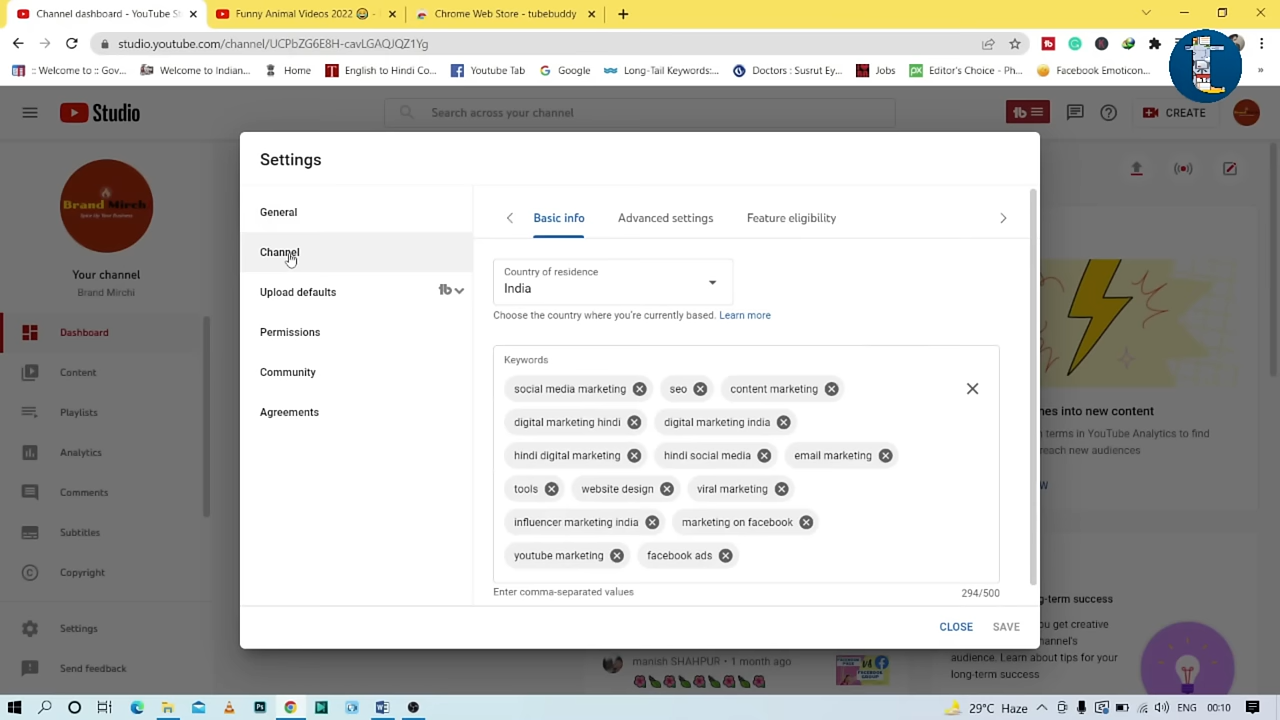 Channel dashboard - YouTube S
Funny Animal Videos 2022
Chrome Web Store - tubebuddy
studio.youtube.com/channel/UCPbZG6E8H-cavLGAQJQZ1Yg
:: Welcome to :: Gov...
Welcome to Indian...
Home
English to Hindi Co...
Youtube Tab
Google
Long-Tail Keywords:...
Doctors : Susrut Ey...
Jobs
Editor's Choice - Ph...
Facebook Emoticon...
»
Studio
Search across your channel
tb
CREATE
Brand Mirch
Spice Up Your Business
Your channel
Brand Mirchi
Dashboard
Content
Playlists
Analytics
Comments
Subtitles
Copyright
Settings
Send feedback
Settings
General
Channel
Upload defaults
tb
Permissions
Community
Agreements
Basic info
Advanced settings
Feature eligibility
Country of residence
India
Choose the country where you're currently based. Learn more
Keywords
social media marketing
seo
content marketing
digital marketing hindi
digital marketing india
hindi digital marketing
hindi social media
email marketing
tools
website design
viral marketing
influencer marketing india
marketing on facebook
youtube marketing
facebook ads
Enter comma-separated values
294/500
CLOSE
SAVE
hes into new content
h terms in YouTube Analytics to find
reach new audiences
W
g-term success
u get creative
hannel's
audience. Learn about tips for your
long-term success
manish SHAHPUR • 1 month ago
29°C Haze
ENG
00:10